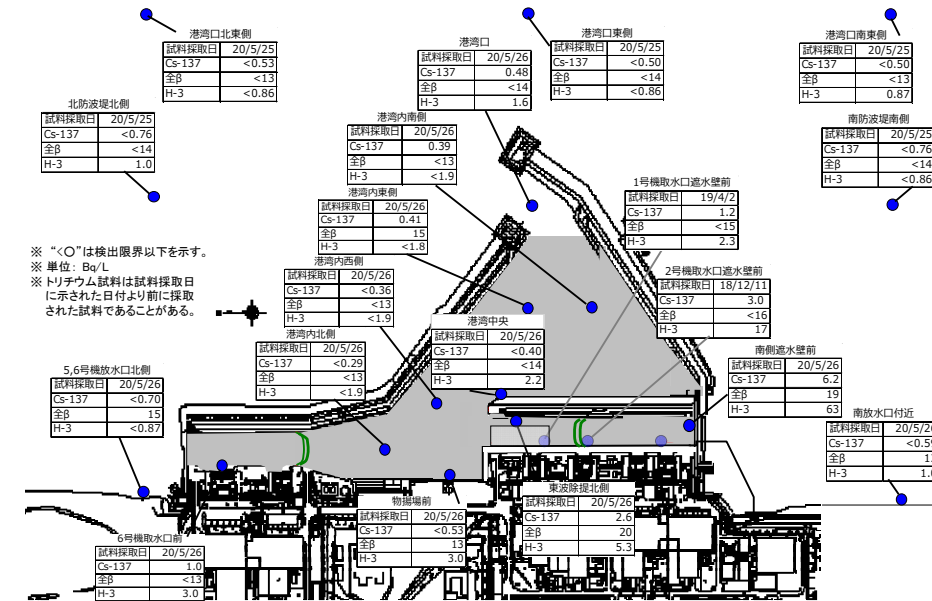 港湾口北東側
試料採取日 20/5/25
Cs-137 <0.53
全β <13
H-3 <0.86
港湾口
試料採取日 20/5/26
Cs-137 0.48
全β <14
H-3 1.6
港湾口東側
試料採取日 20/5/25
Cs-137 <0.50
全β <14
H-3 <0.86
港湾口南東側
試料採取日 20/5/25
Cs-137 <0.50
全β <13
H-3 0.87
北防波堤北側
試料採取日 20/5/25
Cs-137 <0.76
全β <14
H-3 1.0
港湾内南側
試料採取日 20/5/26
Cs-137 0.39
全β <13
H-3 <1.9
南防波堤南側
試料採取日 20/5/25
Cs-137 <0.76
全β <14
H-3 <0.86
港湾内東側
試料採取日 20/5/26
Cs-137 0.41
全β 15
H-3 <1.8
1号機取水口遮水壁前
試料採取日 19/4/2
Cs-137 1.2
全β <15
H-3 2.3
※ “<○”は検出限界以下を示す。
※ 単位: Bq/L
※ トリチウム試料は試料採取日
に示された日付より前に採取
された試料であることがある。
港湾内西側
試料採取日 20/5/26
Cs-137 <0.36
全β <13
H-3 <1.9
2号機取水口遮水壁前
試料採取日 18/12/11
Cs-137 3.0
全β <16
H-3 17
港湾内北側
試料採取日 20/5/26
Cs-137 <0.29
全β <13
H-3 <1.9
港湾中央
試料採取日 20/5/26
Cs-137 <0.40
全β <14
H-3 2.2
南側遮水壁前
試料採取日 20/5/26
Cs-137 6.2
全β 19
H-3 63
5,6号機放水口北側
試料採取日 20/5/26
Cs-137 <0.70
全β 15
H-3 <0.87
南放水口付近
試料採取日 20/5/26
Cs-137
全β
H-3
物揚場前
試料採取日 20/5/26
Cs-137 <0.53
全β 13
H-3 3.0
東波除堤北側
試料採取日 20/5/26
Cs-137 2.6
全β 20
H-3 5.3
6号機取水口前
試料採取日 20/5/26
Cs-137 1.0
全β <13
H-3 3.0